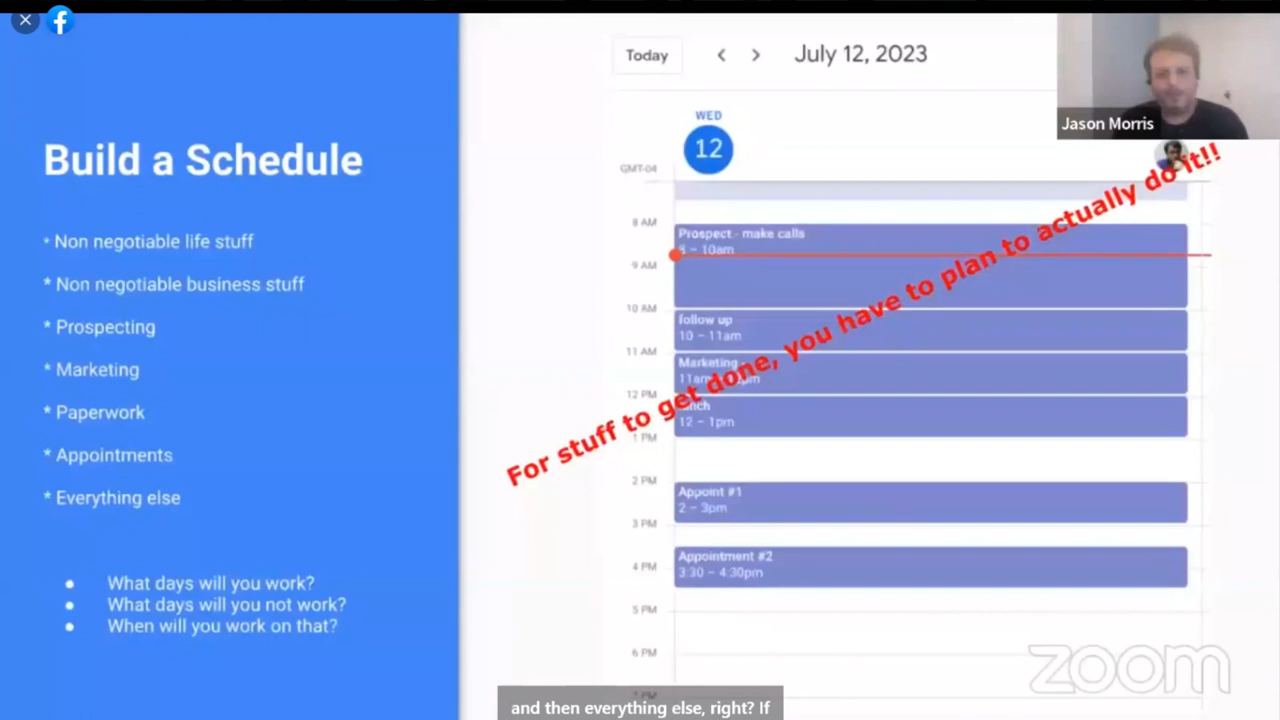 Build a Schedule
* Non negotiable life stuff
* Non negotiable business stuff
* Prospecting
* Marketing
* Paperwork
* Appointments
* Everything else
● What days will you work?
● What days will you not work?
● When will you work on that?
Today
July 12, 2023
WED
12
GMT-04
8 AM
Prospect - make calls
8 – 10am
9 AM
10 AM
follow up
10 – 11am
11 AM
Marketing
11am
12 PM
12 – 1pm
1 PM
2 PM
Appoint #1
2 – 3pm
3 PM
Appointment #2
4 PM
3:30 – 4:30pm
5 PM
6 PM
For stuff to get done, you have to plan to actually do it!!
Jason Morris
zoom
and then everything else, right? If